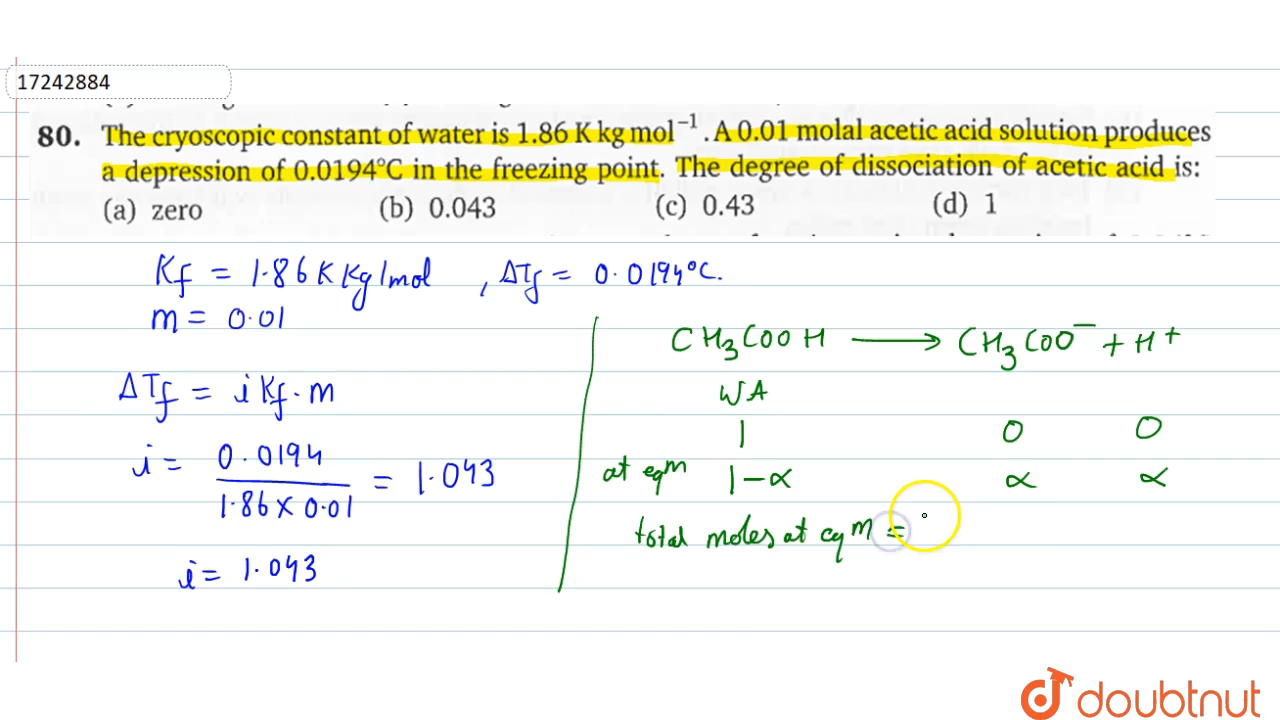 17242884
80. The cryoscopic constant of water is 1.86 K kg mol⁻¹. A 0.01 molal acetic acid solution produces
a depression of 0.0194°C in the freezing point. The degree of dissociation of acetic acid is:
(a) zero (b) 0.043 (c) 0.43 (d) 1
Kf = 1.86 K Kg/mol , ΔTf = 0.0194°C.
m = 0.01
ΔTf = i Kf . m
i = 0.0194 / 1.86 × 0.01 = 1.043
i = 1.043
CH3COOH ⟶ CH3COO⁻ + H+
WA
1 0 0
at eqm 1-α α α
total moles at eqm =
doubtnut